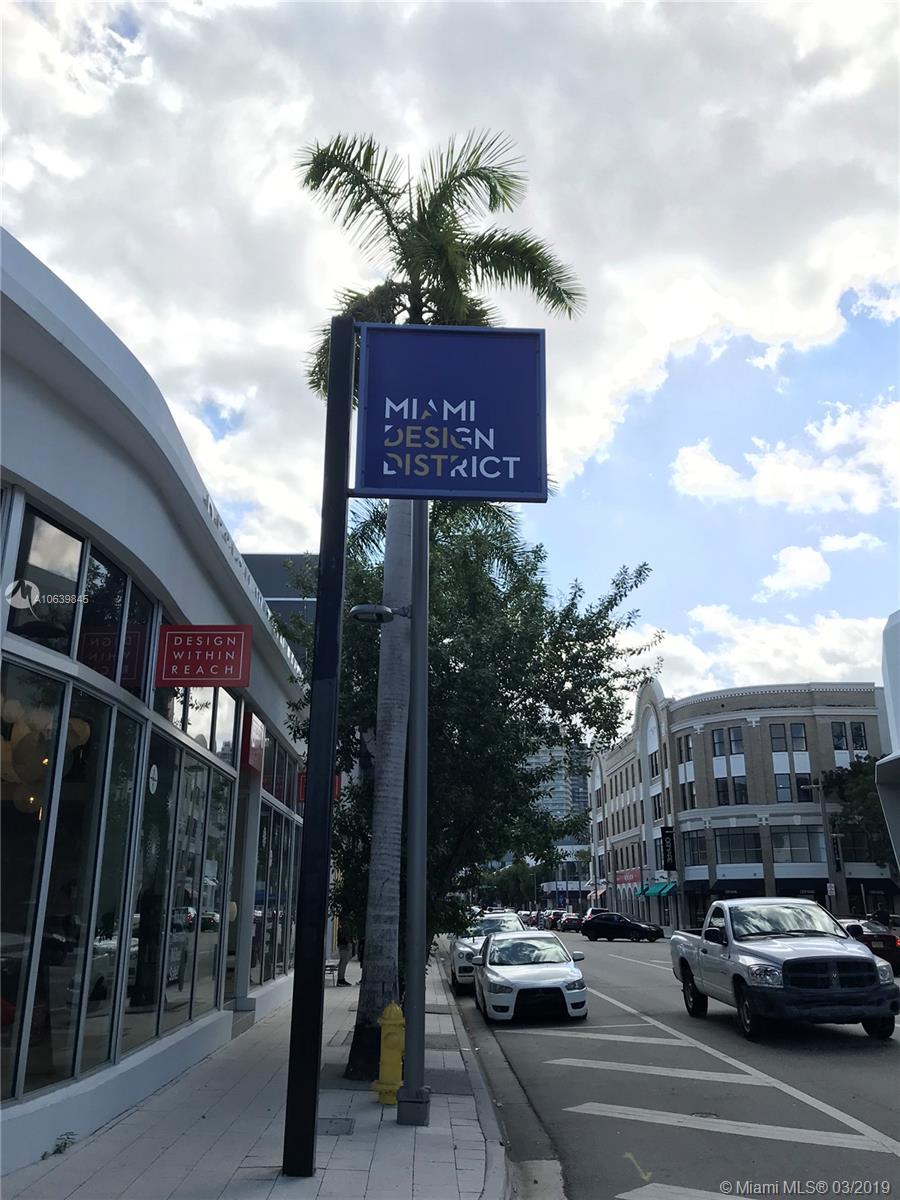 MIAMI
DESIGN
DISTRICT
A10639845
DESIGN
WITHIN
REACH
©Miami MLS® 03/2019